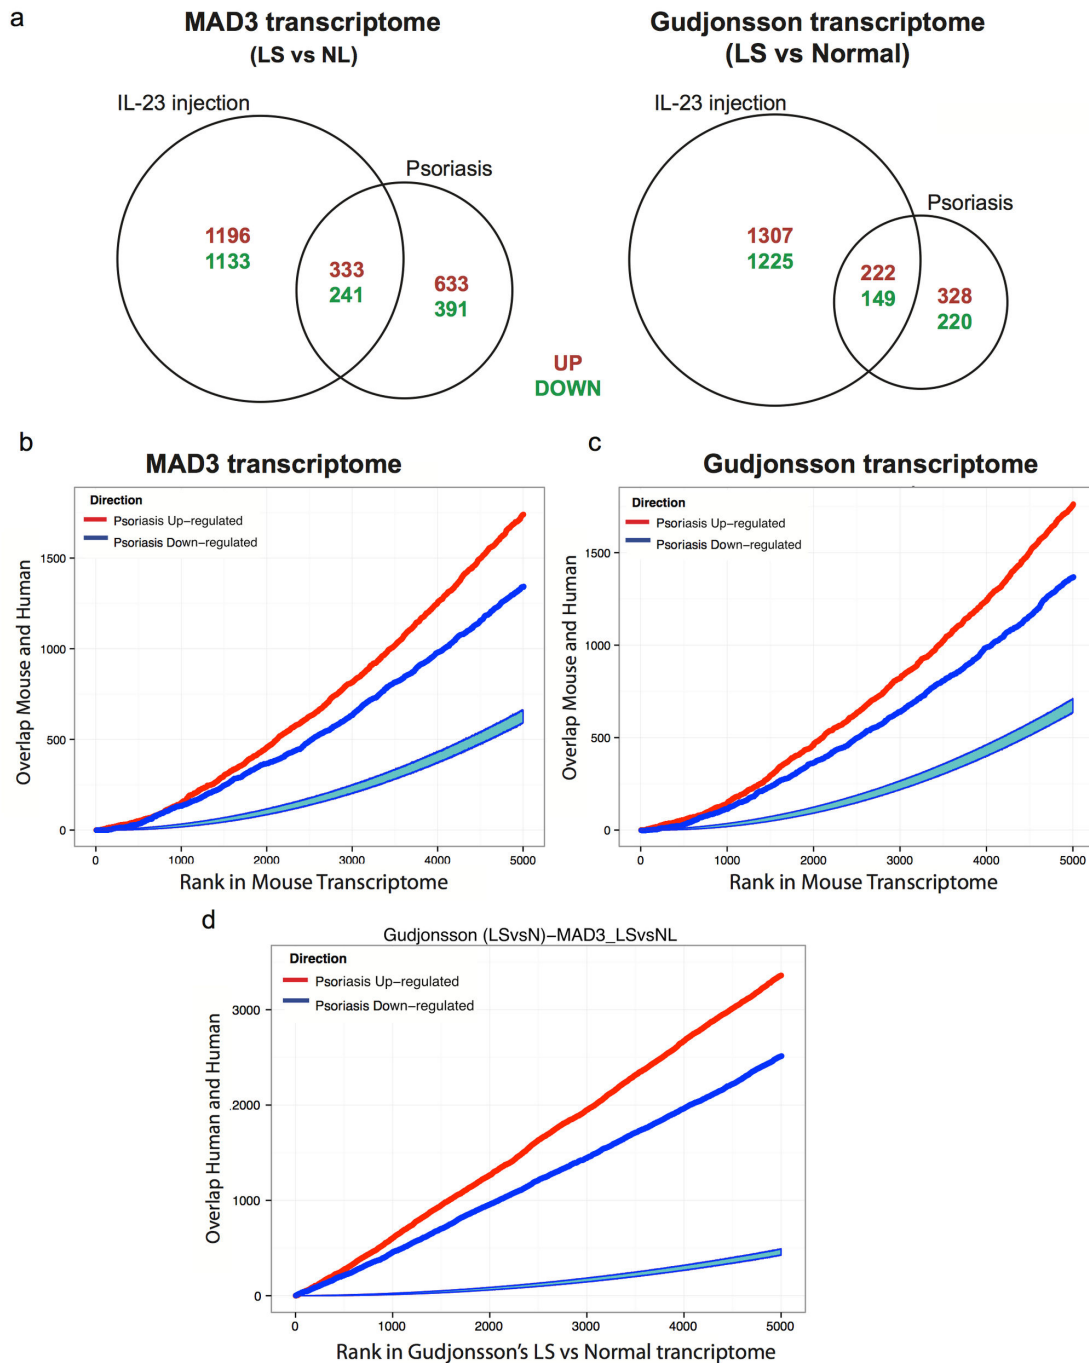 a
MAD3 transcriptome
(LS vs NL)
Gudjonsson transcriptome
(LS vs Normal)
IL-23 injection
Psoriasis
1196
1133
333
241
633
391
IL-23 injection
Psoriasis
1307
1225
222
149
328
220
UP
DOWN
b
MAD3 transcriptome
Direction
Psoriasis Up-regulated
Psoriasis Down-regulated
Overlap Mouse and Human
1500
1000
500
0
0
1000
2000
3000
4000
5000
Rank in Mouse Transcriptome
c
Gudjonsson transcriptome
Direction
Psoriasis Up-regulated
Psoriasis Down-regulated
Overlap Mouse and Human
1500
1000
500
0
0
1000
2000
3000
4000
5000
Rank in Mouse Transcriptome
d
Gudjonsson (LSvsN)-MAD3_LSvsNL
Direction
Psoriasis Up-regulated
Psoriasis Down-regulated
Overlap Human and Human
3000
2000
1000
0
0
1000
2000
3000
4000
5000
Rank in Gudjonsson's LS vs Normal trancriptome